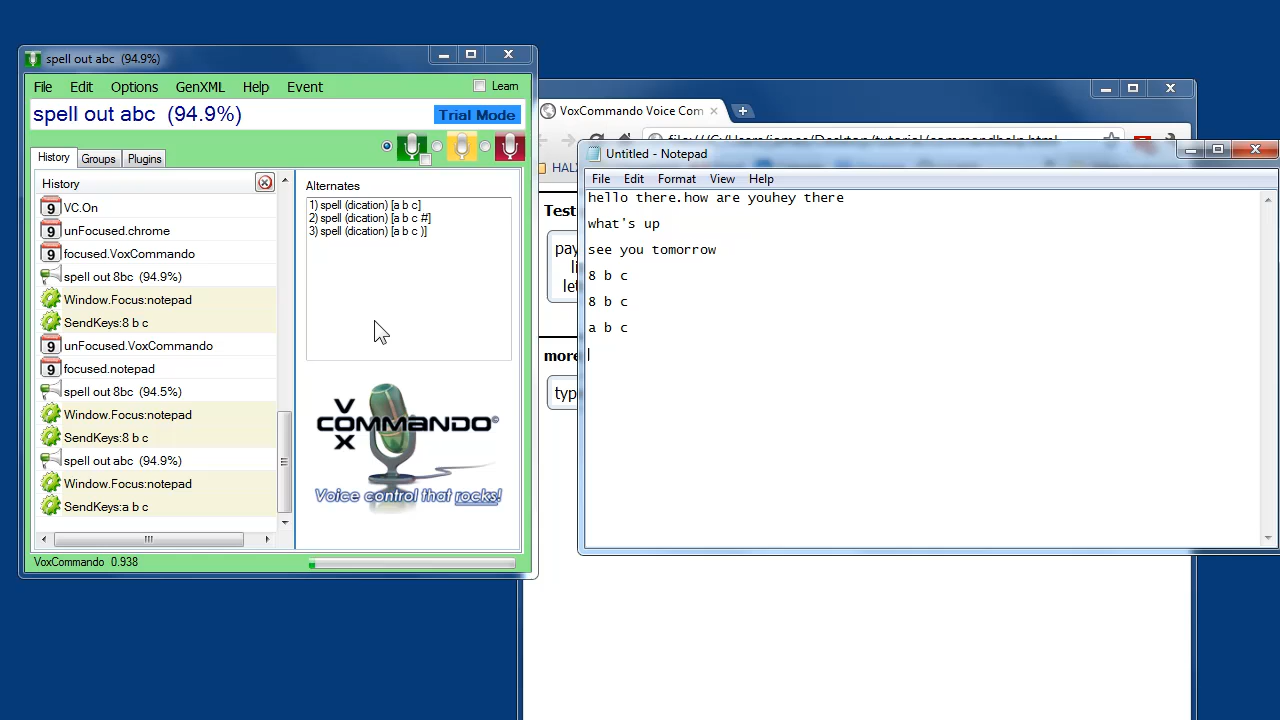 spell out abc (94.9%)
File Edit Options GenXML Help Event Learn
spell out abc (94.9%)
Trial Mode
History Groups Plugins
History
VC.On
unFocused.chrome
focused.VoxCommando
spell out 8bc (94.9%)
Window.Focus:notepad
SendKeys:8 b c
unFocused.VoxCommando
focused.notepad
spell out 8bc (94.5%)
Window.Focus:notepad
SendKeys:8 b c
spell out abc (94.9%)
Window.Focus:notepad
SendKeys:a b c
Alternates
1) spell (dication) [a b c]
2) spell (dication) [a b c #]
3) spell (dication) [a b c )]
VOX
COMMANDO©
Voice control that rocks!
VoxCommando 0.938
VoxCommando Voice Com
HAL
Test
pay
li
let
more
typ
Untitled - Notepad
File Edit Format View Help
hello there.how are youhey there
what's up
see you tomorrow
8 b c
8 b c
a b c